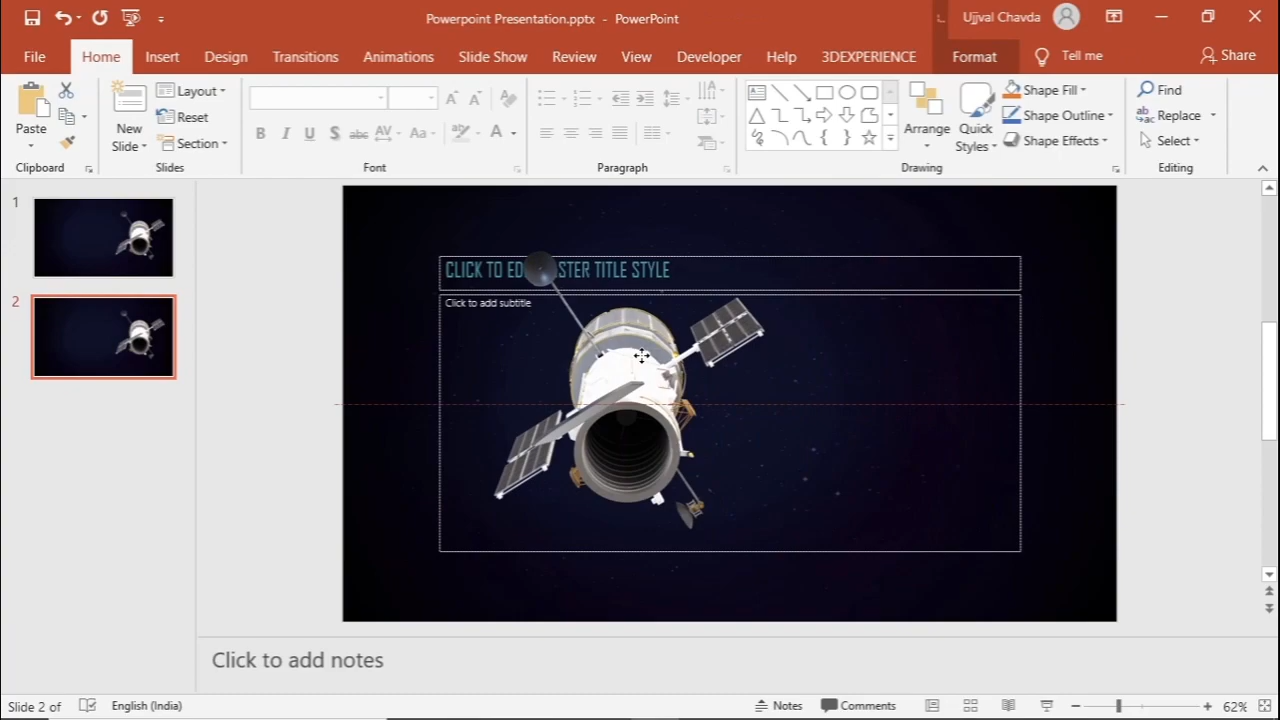 Powerpoint Presentation.pptx - PowerPoint
Ujjval Chavda
File Home Insert Design Transitions Animations Slide Show Review View Developer Help 3DEXPERIENCE Format Tell me Share
Paste
Clipboard
New Slide
Layout
Reset
Section
Slides
B I U S abc AV Aa A
Font
Paragraph
Arrange
Quick Styles
Shape Fill
Shape Outline
Shape Effects
Drawing
Find
Replace
Select
Editing
1
2
CLICK TO ED STER TITLE STYLE
Click to add subtitle
Click to add notes
Slide 2 of English (India) Notes Comments 62%